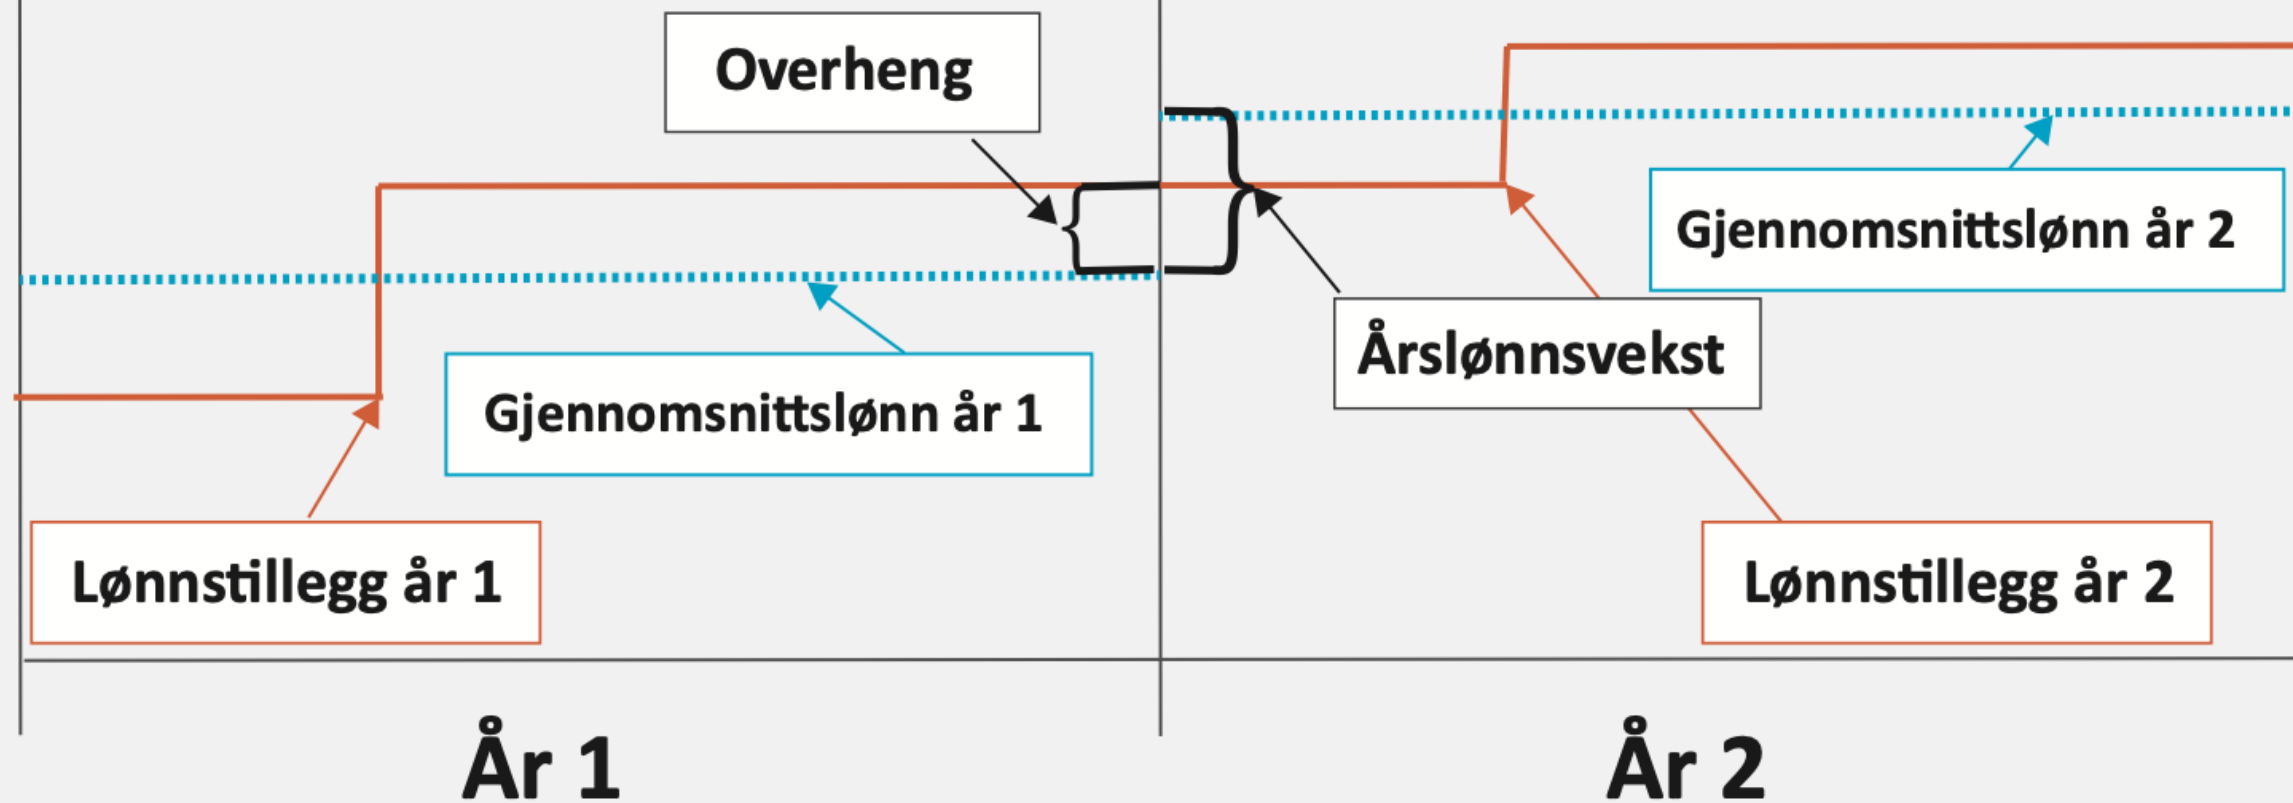 Overheng
Gjennomsnittslønn år 2
Årslønnsvekst
Gjennomsnittslønn år 1
Lønnstillegg år 1
Lønnstillegg år 2
År 1
År 2